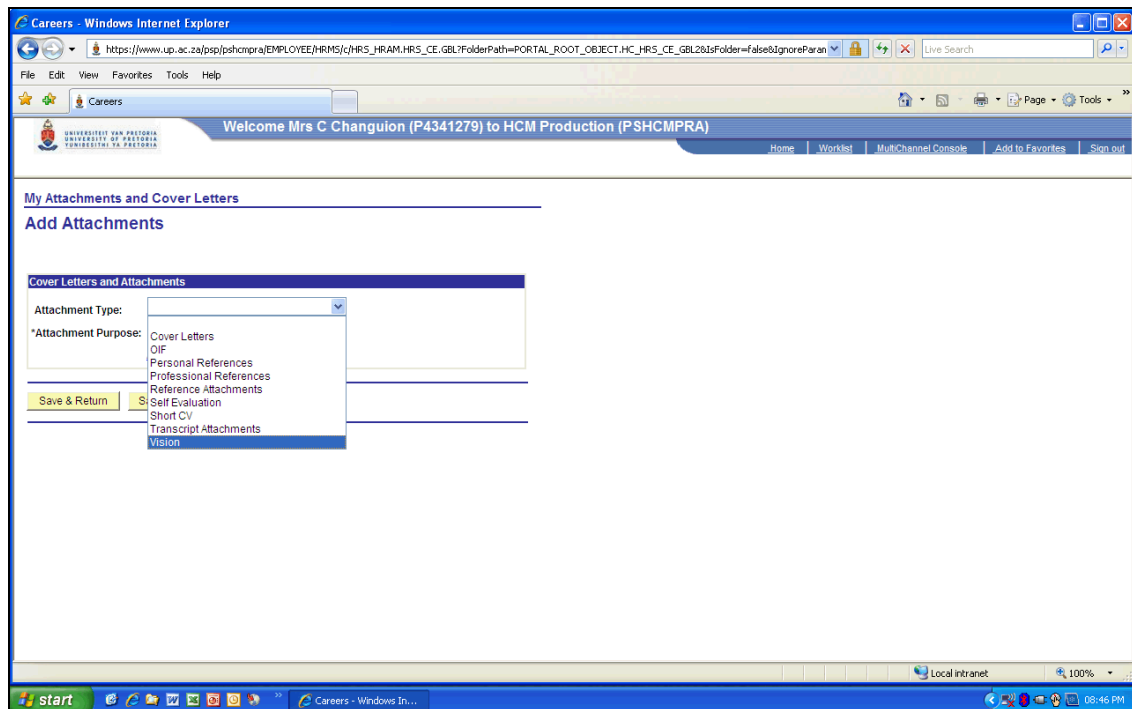 Careers - Windows Internet Explorer
https://www.up.ac.za/psp/pshcmpra/EMPLOYEE/HRMS/c/HRS_HRAM.HRS_CE.GBL?FolderPath=PORTAL_ROOT_OBJECT.HC_HRS_CE_GBL2&IsFolder=false&IgnoreParan
Live Search
File Edit View Favorites Tools Help
Careers
Page Tools
UNIVERSITEIT VAN PRETORIA
UNIVERSITY OF PRETORIA
YUNIBESITHI YA PRETORIA
Welcome Mrs C Changuion (P4341279) to HCM Production (PSHCMPRA)
Home Worklist MultiChannel Console Add to Favorites Sign out
My Attachments and Cover Letters
Add Attachments
Cover Letters and Attachments
Attachment Type:
*Attachment Purpose:
Cover Letters
OIF
Personal References
Professional References
Reference Attachments
Self Evaluation
Short CV
Transcript Attachments
Vision
Save & Return
Local intranet
100%
start
Careers - Windows In...
08:46 PM